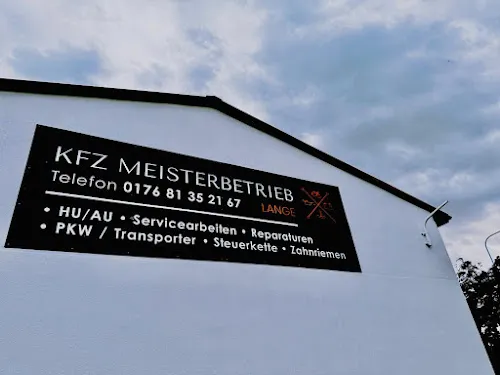 KFZ MEISTERBETRIEB
Telefon 0176 81 35 21 67 LANGE
• HU/AU • Servicearbeiten • Reparaturen
• PKW / Transporter • Steuerkette • Zahnriemen